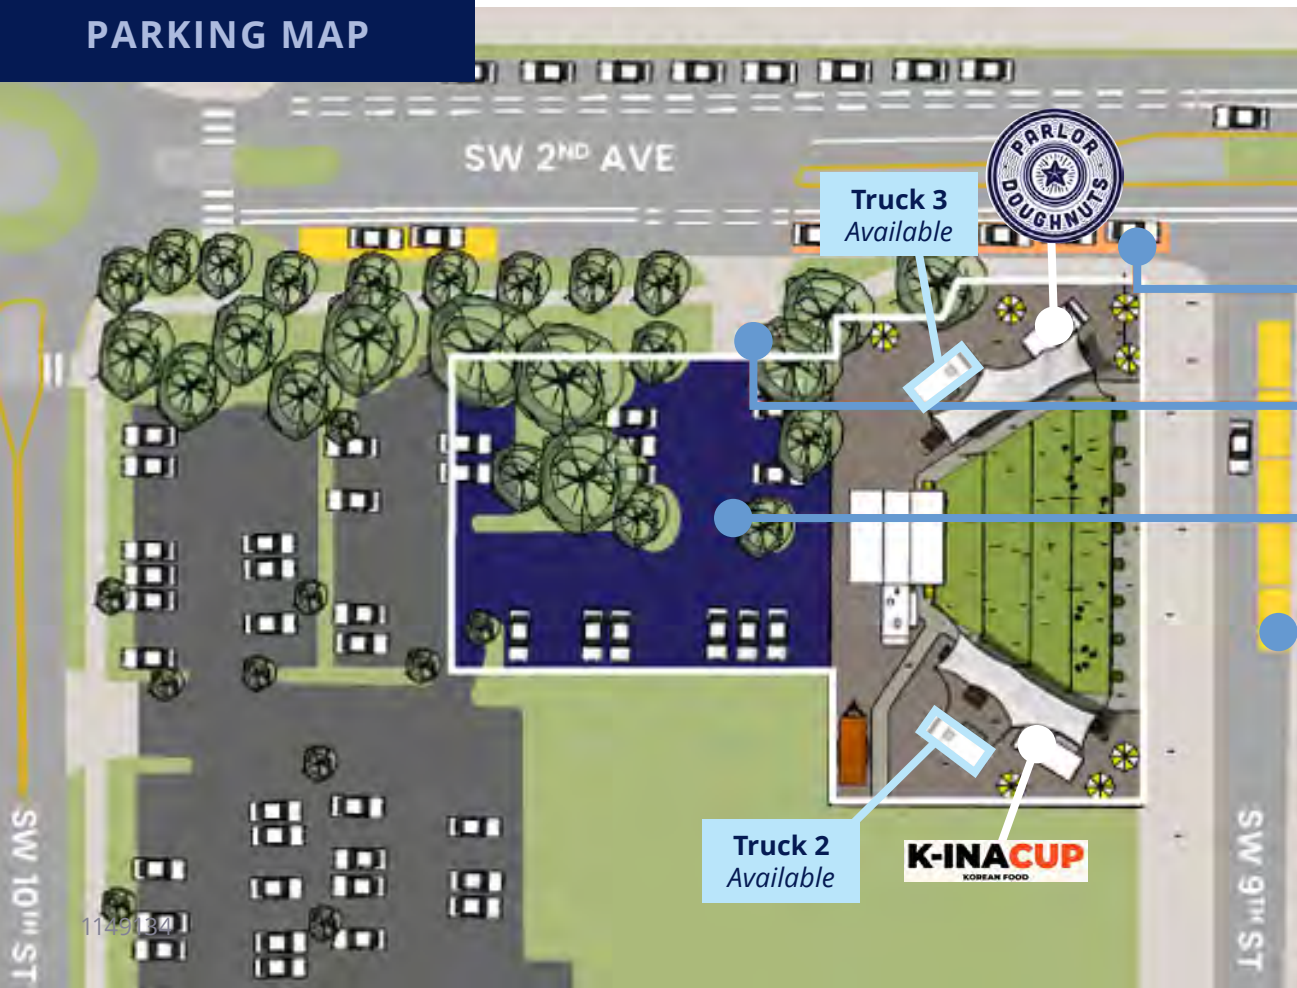 PARKING MAP
SW 2ND AVE
PARLOR
DOUGHNUTS
Truck 3
Available
Truck 2
Available
K-INACUP
KOREAN FOOD
SW 10TH ST
SW 9TH ST
1149134